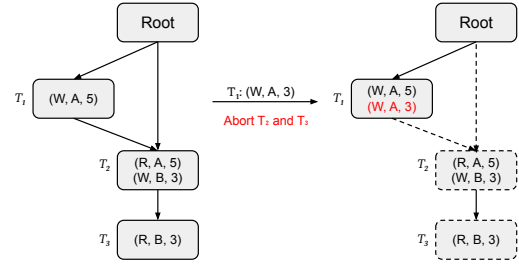 Root
T₁
(W, A, 5)
T₂
(R, A, 5)
(W, B, 3)
T₃
(R, B, 3)
T₁: (W, A, 3)
Abort T₂ and T₃
Root
T₁
(W, A, 5)
(W, A, 3)
T₂
(R, A, 5)
(W, B, 3)
T₃
(R, B, 3)